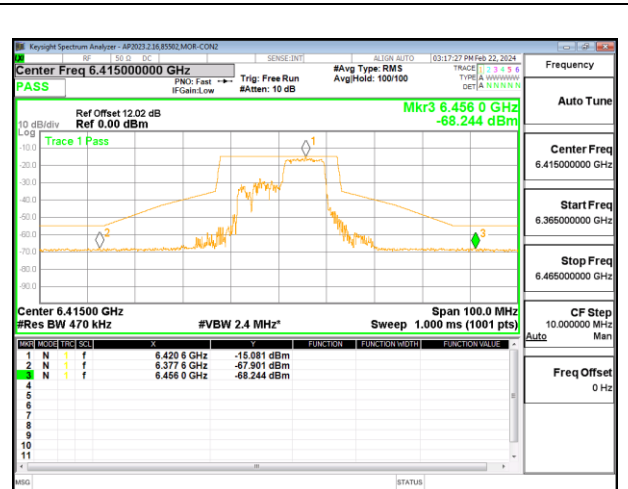 Keysight Spectrum Analyzer - AP2023.2.16,85502,MOR-CON2
RF 50 Ω DC SENSE:INT ALIGN AUTO 03:17:27 PM Feb 22, 2024
Center Freq 6.415000000 GHz #Avg Type: RMS TRACE 1 2 3 4 5 6
PASS PNO: Fast Trig: Free Run Avg|Hold: 100/100 TYPE A WWWWW
IFGain:Low #Atten: 10 dB DET A N N N N N
Frequency
Auto Tune
Ref Offset 12.02 dB Mkr3 6.456 0 GHz
10 dB/div Ref 0.00 dBm -68.244 dBm
Log
Trace 1 Pass
-10.0
-20.0
-30.0
-40.0
-50.0
-60.0
-70.0
-80.0
-90.0
1
2
3
Center Freq
6.415000000 GHz
Start Freq
6.365000000 GHz
Stop Freq
6.465000000 GHz
Center 6.41500 GHz Span 100.0 MHz
#Res BW 470 kHz #VBW 2.4 MHz* Sweep 1.000 ms (1001 pts)
CF Step
10.000000 MHz
Auto Man
Freq Offset
0 Hz
MKR MODE TRC SCL X Y FUNCTION FUNCTION WIDTH FUNCTION VALUE
1 N 1 f 6.420 6 GHz -15.081 dBm
2 N 1 f 6.377 6 GHz -67.901 dBm
3 N 1 f 6.456 0 GHz -68.244 dBm
4
5
6
7
8
9
10
11
MSG STATUS